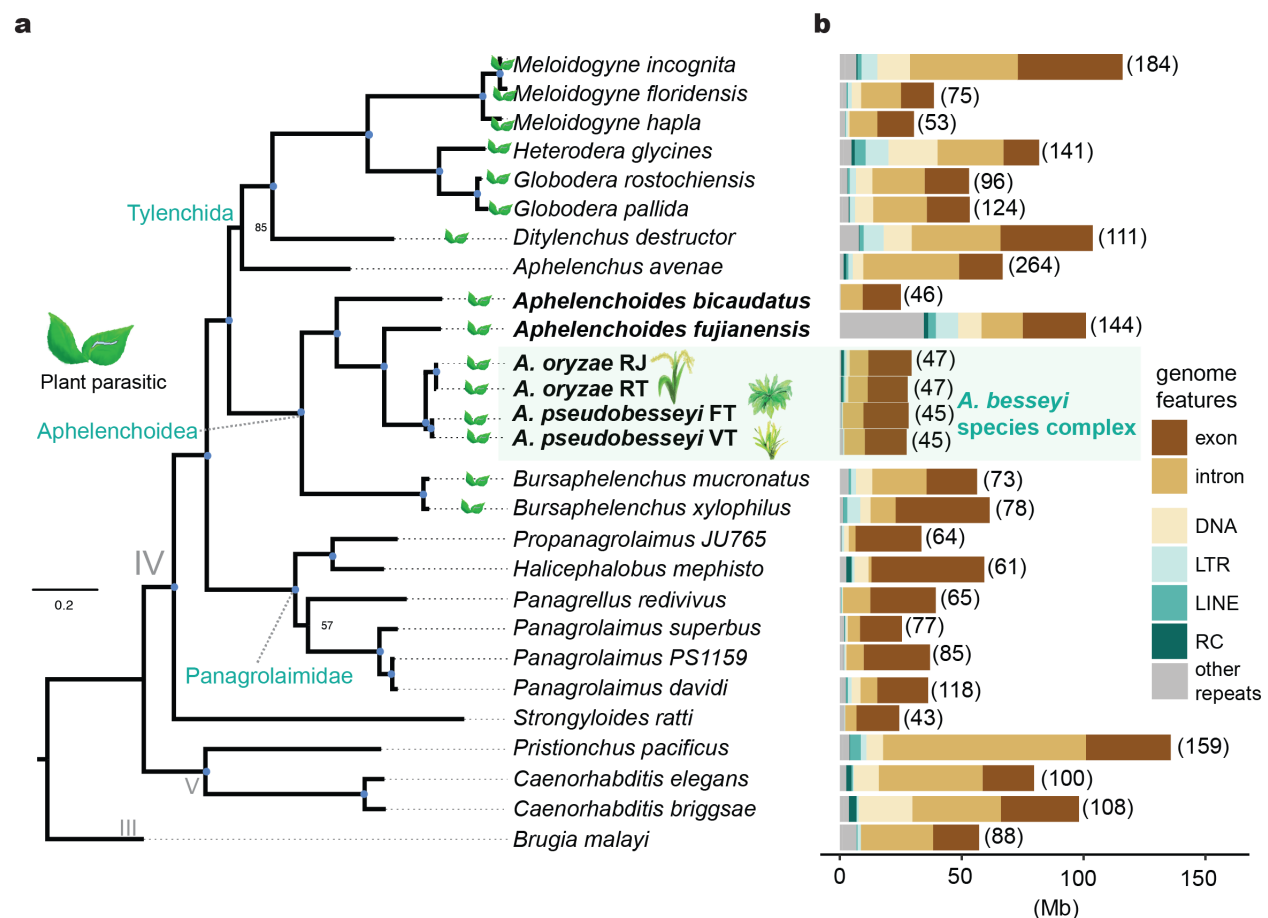 a
b
Meloidogyne incognita
(184)
Meloidogyne floridensis
(75)
Meloidogyne hapla
(53)
Heterodera glycines
(141)
Globodera rostochiensis
(96)
Tylenchida
Globodera pallida
(124)
85
Ditylenchus destructor
(111)
Aphelenchus avenae
(264)
Aphelenchoides bicaudatus
(46)
Aphelenchoides fujianensis
(144)
Plant parasitic
A. oryzae RJ
(47)
A. oryzae RT
(47)
A. pseudobesseyi FT
(45)
A. pseudobesseyi VT
(45)
A. besseyi
species complex
Aphelenchoidea
Bursaphelenchus mucronatus
(73)
Bursaphelenchus xylophilus
(78)
Propanagrolaimus JU765
(64)
IV
Halicephalobus mephisto
(61)
0.2
Panagrellus redivivus
(65)
57
Panagrolaimus superbus
(77)
Panagrolaimus PS1159
(85)
Panagrolaimidae
Panagrolaimus davidi
(118)
Strongyloides ratti
(43)
Pristionchus pacificus
(159)
V
Caenorhabditis elegans
(100)
Caenorhabditis briggsae
(108)
III
Brugia malayi
(88)
genome
features
exon
intron
DNA
LTR
LINE
RC
other
repeats
0 50 100 150
(Mb)